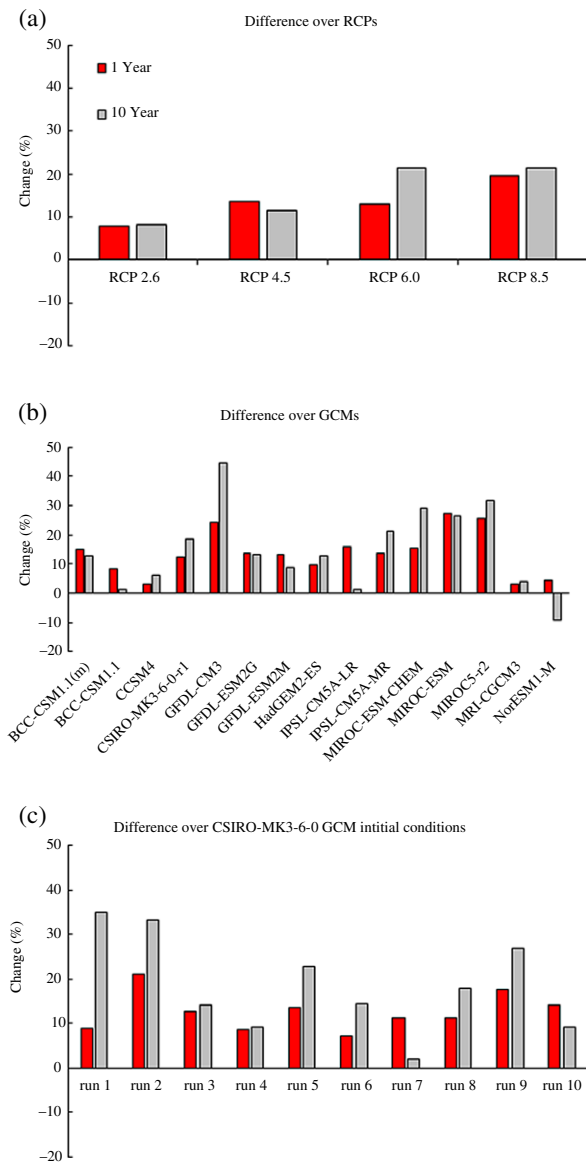 (a)
Difference over RCPs
50
40
30
20
10
0
–10
–20
Change (%)
1 Year
10 Year
RCP 2.6 RCP 4.5 RCP 6.0 RCP 8.5
(b)
Difference over GCMs
50
40
30
20
10
0
–10
–20
Change (%)
BCC-CSM1.1(m)
BCC-CSM1.1
CCSM4
CSIRO-MK3-6-0-r1
GFDL-CM3
GFDL-ESM2G
GFDL-ESM2M
HadGEM2-ES
IPSL-CM5A-LR
IPSL-CM5A-MR
MIROC-ESM-CHEM
MIROC-ESM
MIROC5-r2
MRI-CGCM3
NorESM1-M
(c)
Difference over CSIRO-MK3-6-0 GCM intitial conditions
50
40
30
20
10
0
–10
–20
Change (%)
run 1 run 2 run 3 run 4 run 5 run 6 run 7 run 8 run 9 run 10